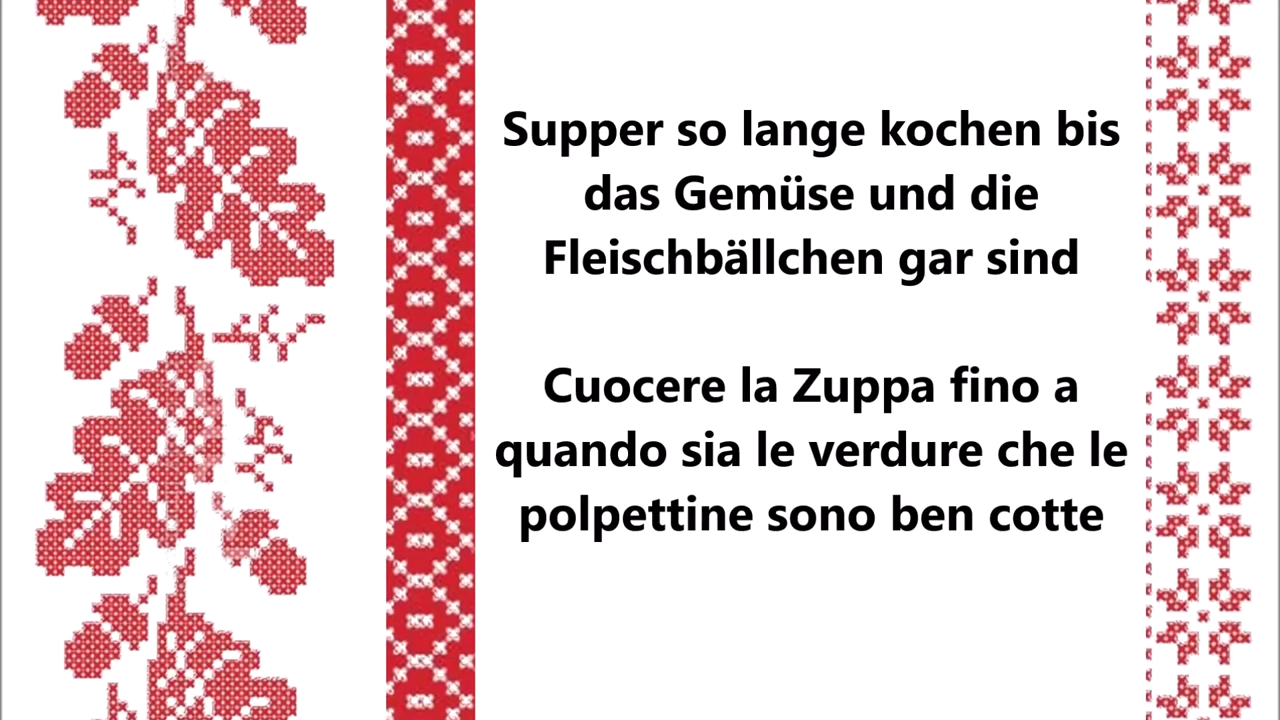 Supper so lange kochen bis
das Gemüse und die
Fleischbällchen gar sind
Cuocere la Zuppa fino a
quando sia le verdure che le
polpettine sono ben cotte